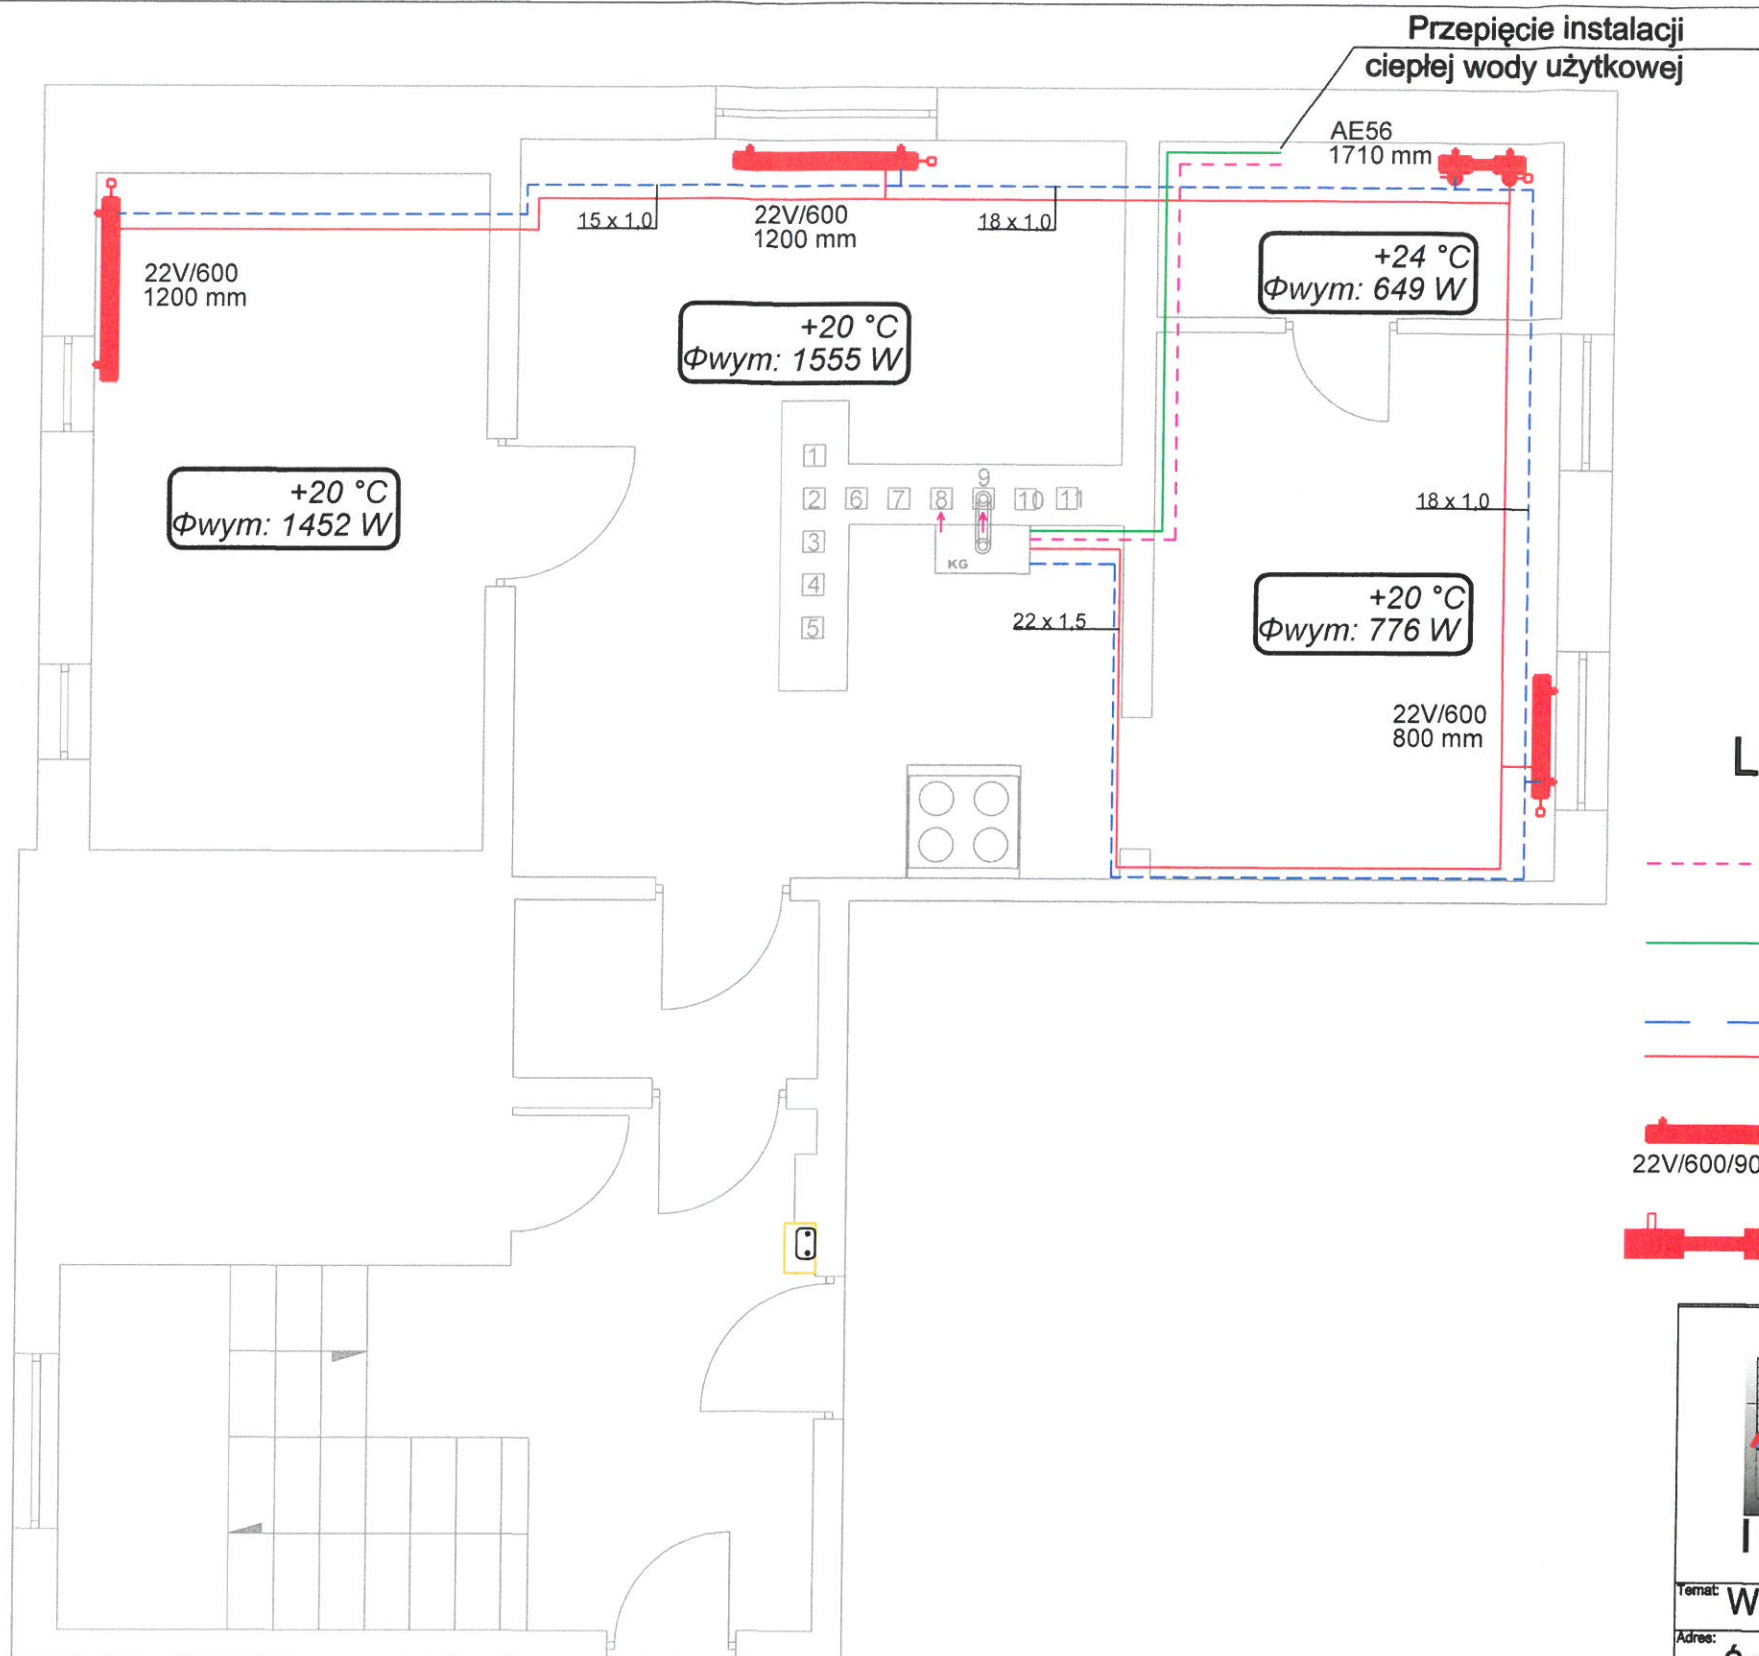 Przepięcie instalacji
ciepłej wody użytkowej
AE56
1710 mm
15 x 1,0
22V/600
1200 mm
18 x 1,0
22V/600
1200 mm
+24 °C
Φwym: 649 W
+20 °C
Φwym: 1555 W
+20 °C
Φwym: 1452 W
1
2 6 7 8 9 10 11
3
4
5
KG
18 x 1,0
22 x 1,5
+20 °C
Φwym: 776 W
22V/600
800 mm
L
22V/600/90
I
Temat: W
Adres: